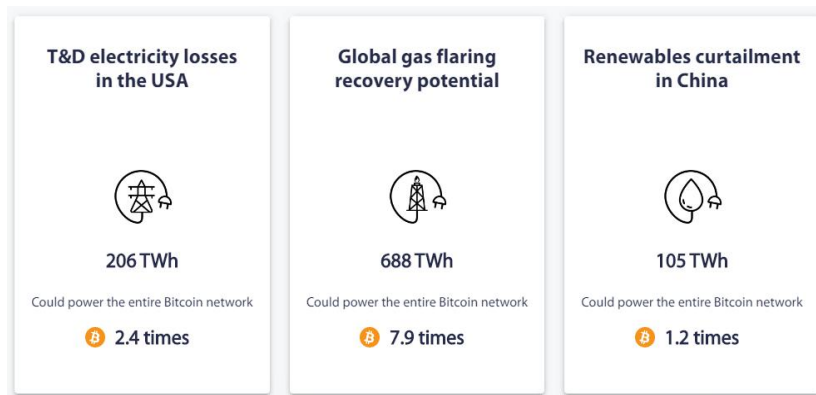 T&D electricity losses
in the USA
206 TWh
Could power the entire Bitcoin network
2.4 times
Global gas flaring
recovery potential
688 TWh
Could power the entire Bitcoin network
7.9 times
Renewables curtailment
in China
105 TWh
Could power the entire Bitcoin network
1.2 times